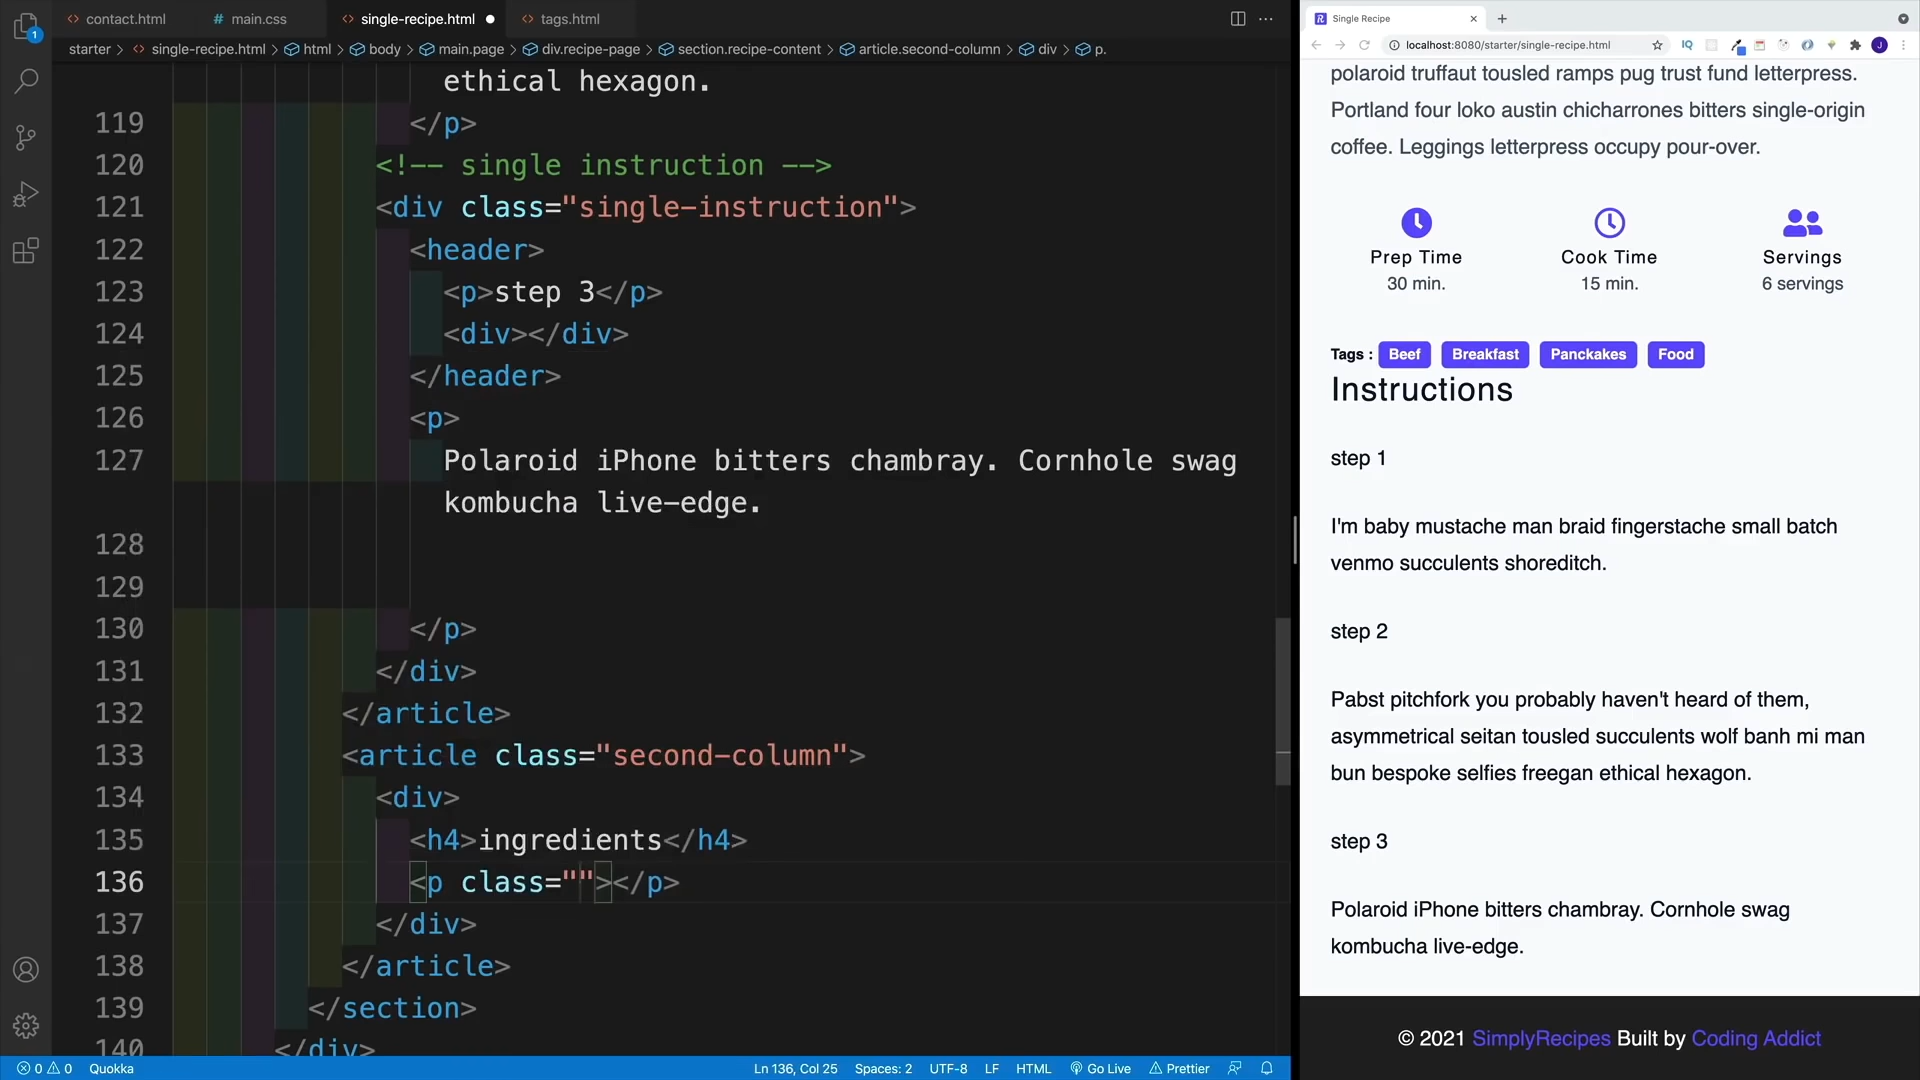 contact.html
# main.css
single-recipe.html
tags.html
starter > single-recipe.html > html > body > main.page > div.recipe-page > section.recipe-content > article.second-column > div > p.
1
ethical hexagon.
119 </p>
120 <!-- single instruction -->
121 <div class="single-instruction">
122 <header>
123 <p>step 3</p>
124 <div></div>
125 </header>
126 <p>
127 Polaroid iPhone bitters chambray. Cornhole swag
kombucha live-edge.
128
129
130 </p>
131 </div>
132 </article>
133 <article class="second-column">
134 <div>
135 <h4>ingredients</h4>
136 <p class=""></p>
137 </div>
138 </article>
139 </section>
140 </div>
0 0 Quokka Ln 136, Col 25 Spaces: 2 UTF-8 LF HTML Go Live Prettier
Single Recipe
localhost:8080/starter/single-recipe.html IQ J
polaroid truffaut tousled ramps pug trust fund letterpress.
Portland four loko austin chicharrones bitters single-origin
coffee. Leggings letterpress occupy pour-over.
Prep Time Cook Time Servings
30 min. 15 min. 6 servings
Tags : Beef Breakfast Panckakes Food
Instructions
step 1
I'm baby mustache man braid fingerstache small batch
venmo succulents shoreditch.
step 2
Pabst pitchfork you probably haven't heard of them,
asymmetrical seitan tousled succulents wolf banh mi man
bun bespoke selfies freegan ethical hexagon.
step 3
Polaroid iPhone bitters chambray. Cornhole swag
kombucha live-edge.
© 2021 SimplyRecipes Built by Coding Addict